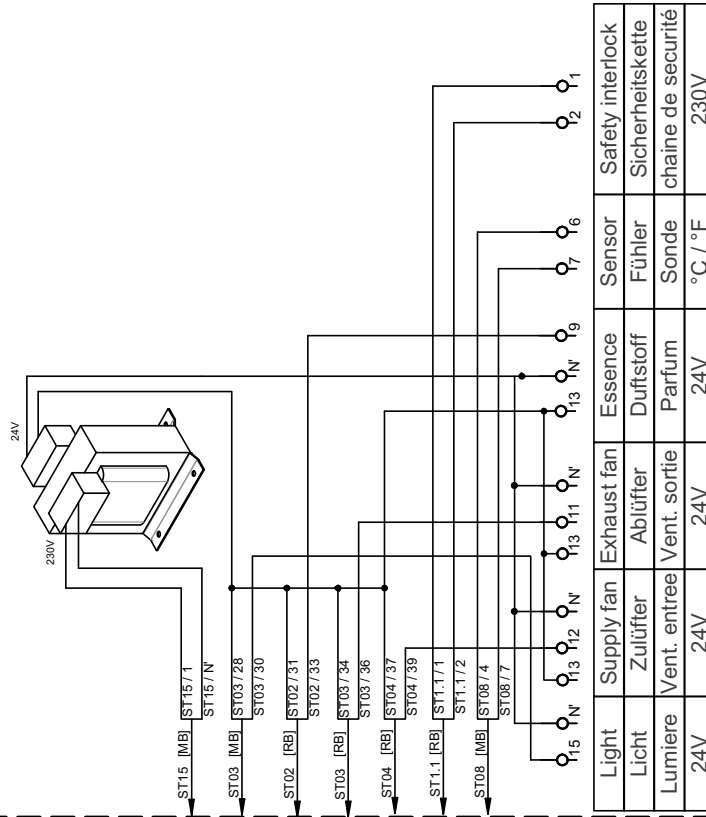 24V
230V
ST15 [MB]
ST15 / 1
ST15 / N'
ST03 [MB]
ST03 / 28
ST03 / 30
ST02 [RB]
ST02 / 31
ST02 / 33
ST03 [RB]
ST03 / 34
ST03 / 36
ST04 [RB]
ST04 / 37
ST04 / 39
ST1.1 [RB]
ST1.1 / 1
ST1.1 / 2
ST08 [MB]
ST08 / 4
ST08 / 7
15
N'
13
12
N'
13
11
N'
13
N'
9
7
6
2
1
Light
Licht
Lumiere
24V
Supply fan
Zulüfter
Vent. entree
24V
Exhaust fan
Ablüfter
Vent. sortie
24V
Essence
Duftstoff
Parfum
24V
Sensor
Fühler
Sonde
°C / °F
Safety interlock
Sicherheitskette
chaine de securité
230V